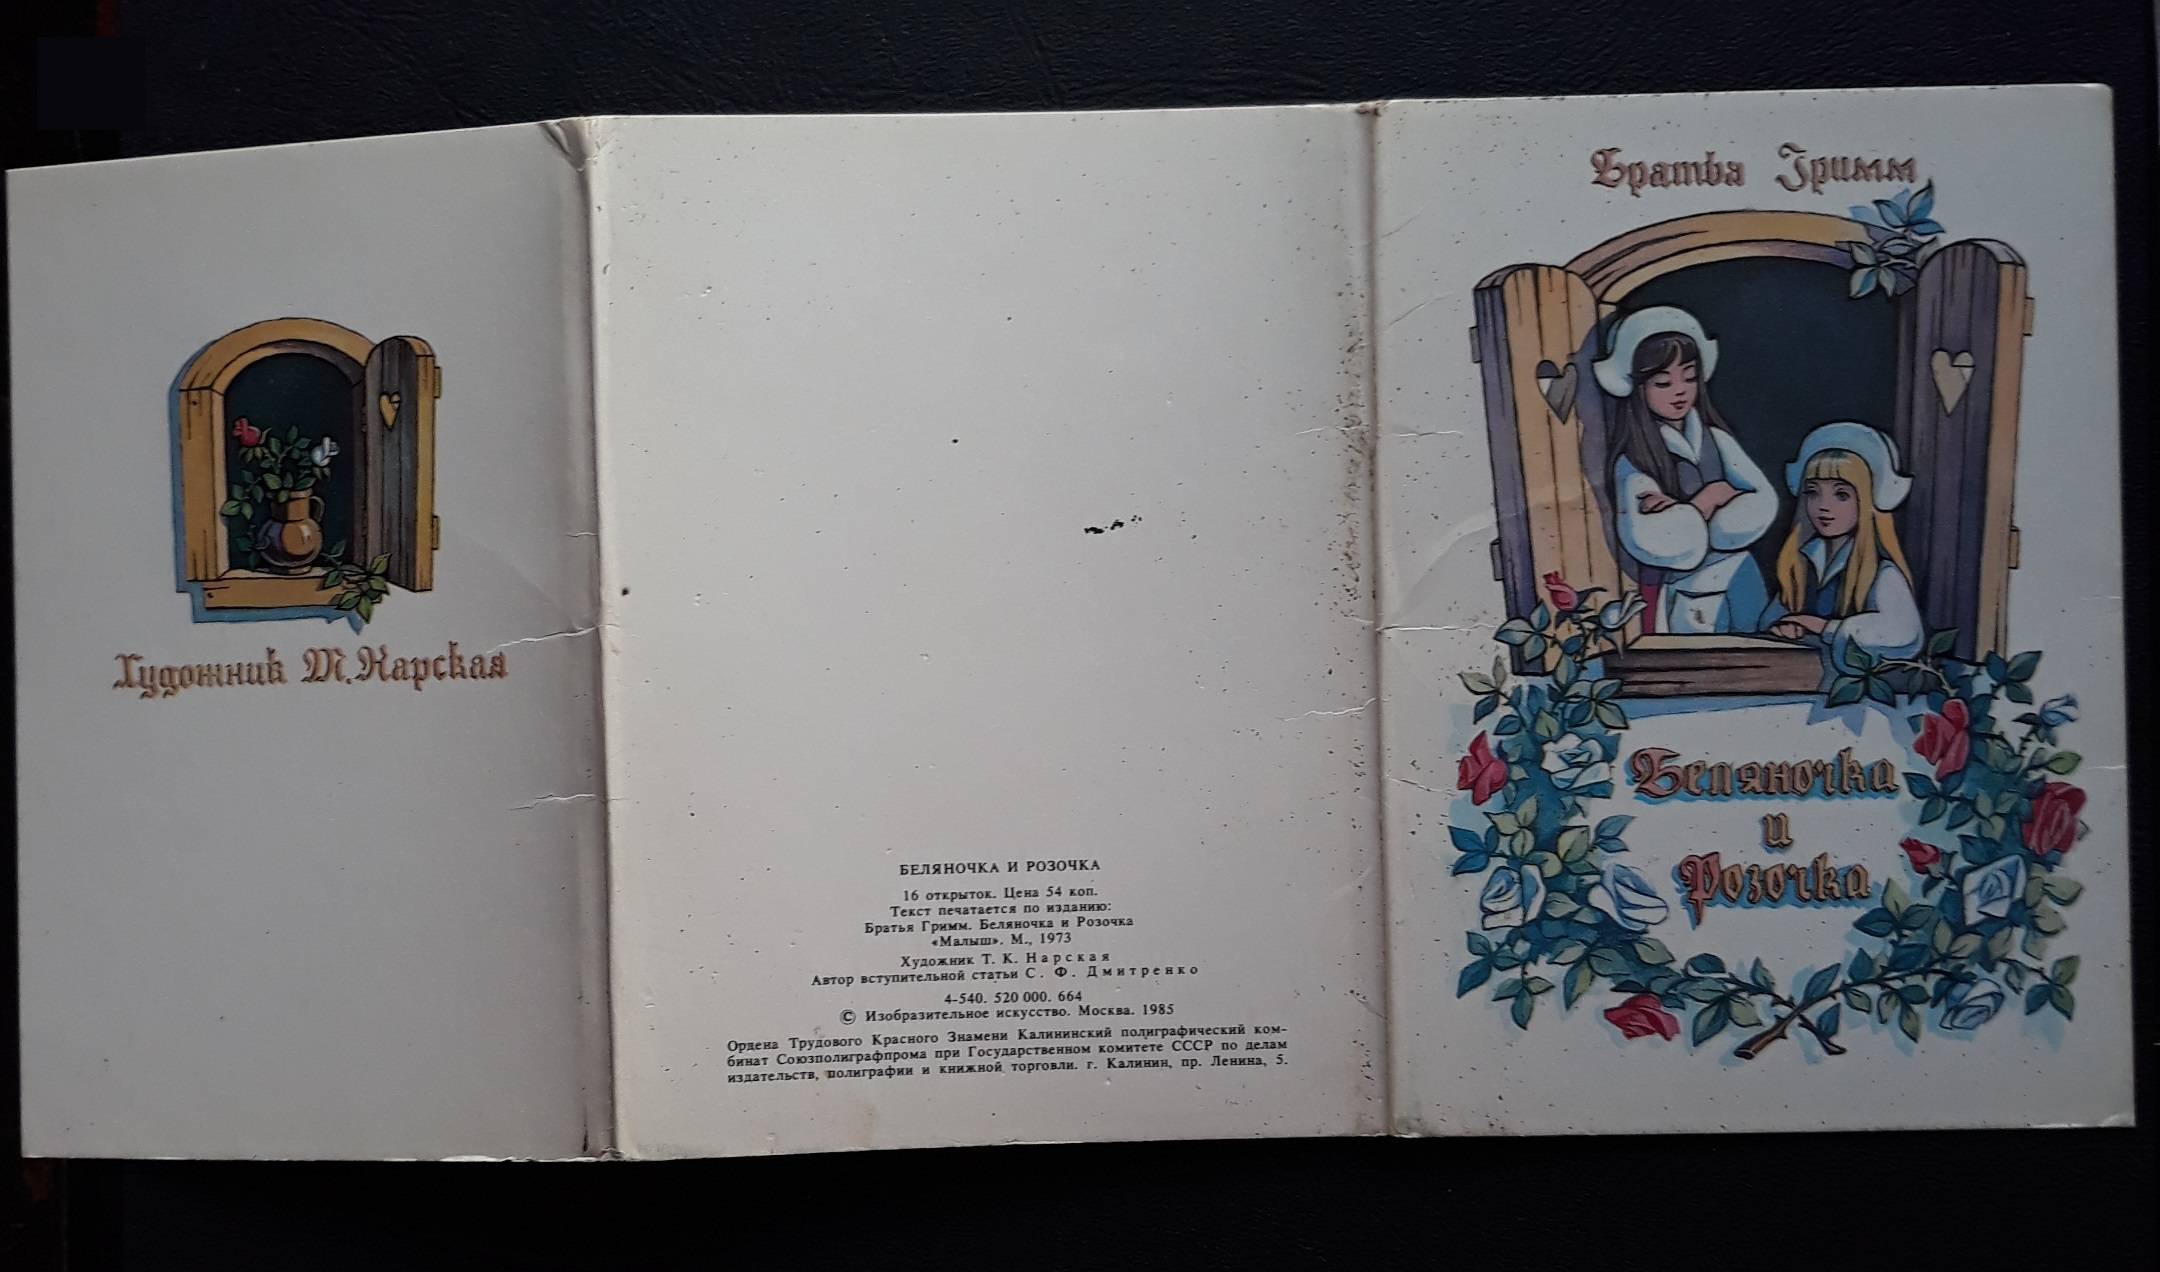 Художник Т. Нарская
БЕЛЯНОЧКА И РОЗОЧКА
16 открыток. Цена 54 коп.
Текст печатается по изданию:
Братья Гримм. Беляночка и Розочка
«Малыш». М., 1973
Художник Т. К. Нарская
Автор вступительной статьи С. Ф. Дмитренко
4-540. 520 000. 664
© Изобразительное искусство. Москва. 1985
Ордена Трудового Красного Знамени Калининский полиграфический ком-
бинат Союзполиграфпрома при Государственном комитете СССР по делам
издательств, полиграфии и книжной торговли. г. Калинин, пр. Ленина, 5.
Братья Гримм
Беляночка
и
Розочка